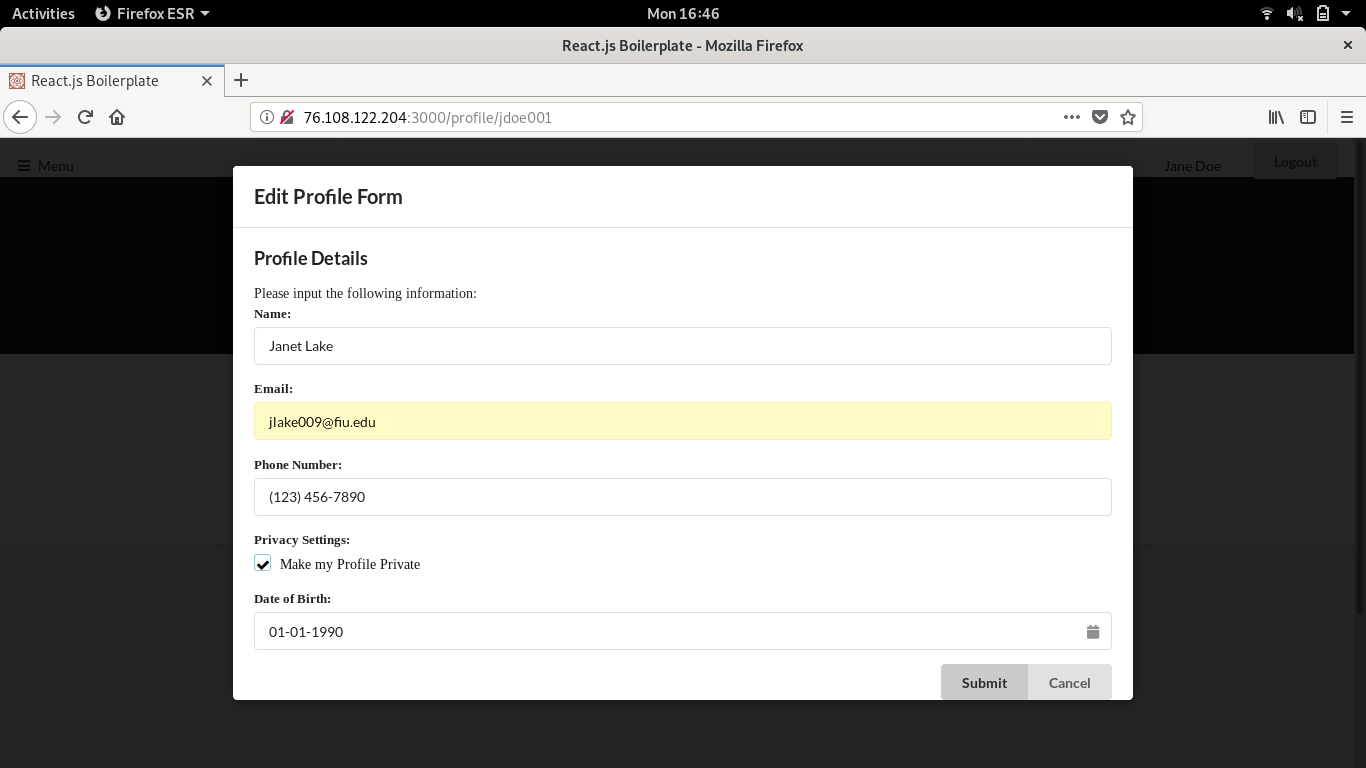 Activities Firefox ESR Mon 16:46
React.js Boilerplate - Mozilla Firefox
React.js Boilerplate
76.108.122.204:3000/profile/jdoe001
Menu Jane Doe Logout
Edit Profile Form
Profile Details
Please input the following information:
Name:
Janet Lake
Email:
jlake009@fiu.edu
Phone Number:
(123) 456-7890
Privacy Settings:
Make my Profile Private
Date of Birth:
01-01-1990
Submit Cancel